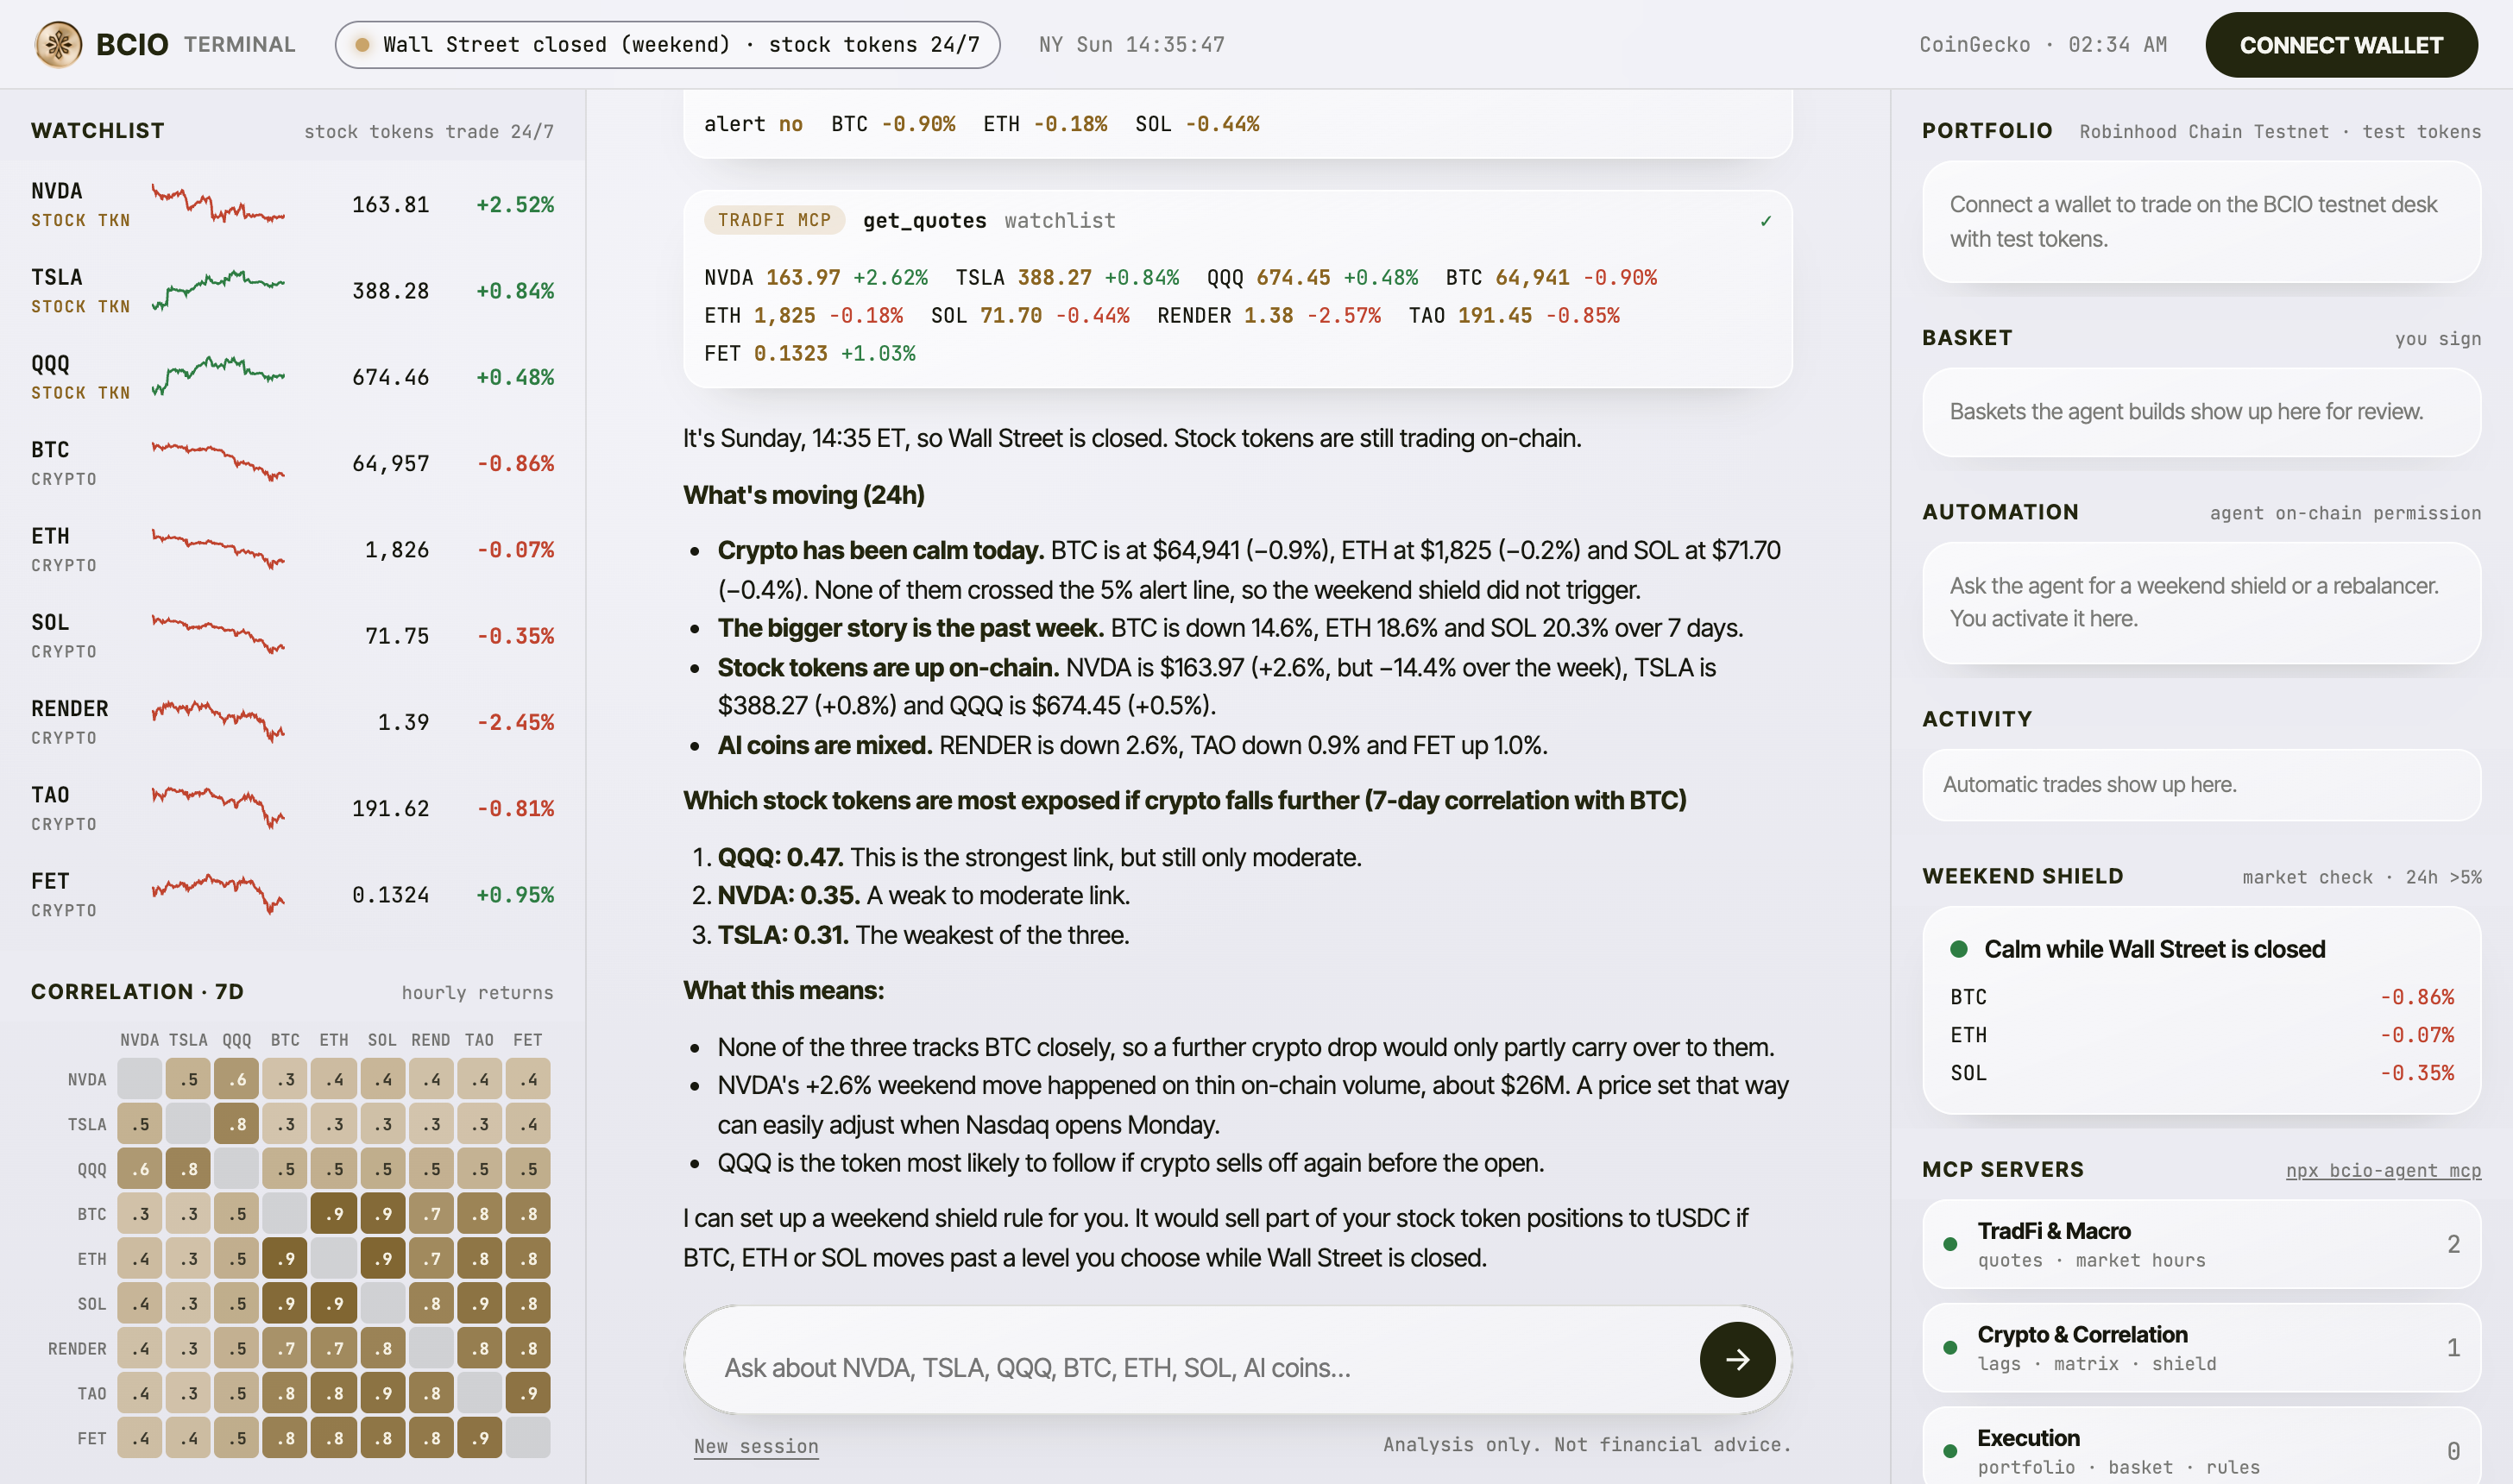 BCIO TERMINAL
Wall Street closed (weekend) · stock tokens 24/7
NY Sun 14:35:47
CoinGecko · 02:34 AM
CONNECT WALLET
WATCHLIST
stock tokens trade 24/7
NVDA 163.81 +2.52%
STOCK TKN
TSLA 388.28 +0.84%
STOCK TKN
QQQ 674.46 +0.48%
STOCK TKN
BTC 64,957 -0.86%
CRYPTO
ETH 1,826 -0.07%
CRYPTO
SOL 71.75 -0.35%
CRYPTO
RENDER 1.39 -2.45%
CRYPTO
TAO 191.62 -0.81%
CRYPTO
FET 0.1324 +0.95%
CRYPTO
CORRELATION · 7D
hourly returns
NVDA TSLA QQQ BTC ETH SOL REND TAO FET
NVDA .5 .6 .3 .4 .4 .4 .4 .4
TSLA .5 .8 .3 .3 .3 .3 .3 .4
QQQ .6 .8 .5 .5 .5 .5 .5 .5
BTC .3 .3 .5 .9 .9 .7 .8 .8
ETH .4 .3 .5 .9 .9 .7 .8 .8
SOL .4 .3 .5 .9 .9 .8 .9 .8
RENDER .4 .3 .5 .7 .7 .8 .8 .8
TAO .4 .3 .5 .8 .8 .9 .8 .9
FET .4 .4 .5 .8 .8 .8 .8 .9
alert no BTC -0.90% ETH -0.18% SOL -0.44%
TRADFI MCP get_quotes watchlist ✓
NVDA 163.97 +2.62% TSLA 388.27 +0.84% QQQ 674.45 +0.48% BTC 64,941 -0.90%
ETH 1,825 -0.18% SOL 71.70 -0.44% RENDER 1.38 -2.57% TAO 191.45 -0.85%
FET 0.1323 +1.03%
It's Sunday, 14:35 ET, so Wall Street is closed. Stock tokens are still trading on-chain.
What's moving (24h)
• Crypto has been calm today. BTC is at $64,941 (−0.9%), ETH at $1,825 (−0.2%) and SOL at $71.70
(−0.4%). None of them crossed the 5% alert line, so the weekend shield did not trigger.
• The bigger story is the past week. BTC is down 14.6%, ETH 18.6% and SOL 20.3% over 7 days.
• Stock tokens are up on-chain. NVDA is $163.97 (+2.6%, but −14.4% over the week), TSLA is
$388.27 (+0.8%) and QQQ is $674.45 (+0.5%).
• AI coins are mixed. RENDER is down 2.6%, TAO down 0.9% and FET up 1.0%.
Which stock tokens are most exposed if crypto falls further (7-day correlation with BTC)
1. QQQ: 0.47. This is the strongest link, but still only moderate.
2. NVDA: 0.35. A weak to moderate link.
3. TSLA: 0.31. The weakest of the three.
What this means:
• None of the three tracks BTC closely, so a further crypto drop would only partly carry over to them.
• NVDA's +2.6% weekend move happened on thin on-chain volume, about $26M. A price set that way
can easily adjust when Nasdaq opens Monday.
• QQQ is the token most likely to follow if crypto sells off again before the open.
I can set up a weekend shield rule for you. It would sell part of your stock token positions to tUSDC if
BTC, ETH or SOL moves past a level you choose while Wall Street is closed.
Ask about NVDA, TSLA, QQQ, BTC, ETH, SOL, AI coins...
New session
Analysis only. Not financial advice.
PORTFOLIO
Robinhood Chain Testnet · test tokens
Connect a wallet to trade on the BCIO testnet desk
with test tokens.
BASKET
you sign
Baskets the agent builds show up here for review.
AUTOMATION
agent on-chain permission
Ask the agent for a weekend shield or a rebalancer.
You activate it here.
ACTIVITY
Automatic trades show up here.
WEEKEND SHIELD
market check · 24h >5%
Calm while Wall Street is closed
BTC -0.86%
ETH -0.07%
SOL -0.35%
MCP SERVERS
npx bcio-agent mcp
TradFi & Macro 2
quotes · market hours
Crypto & Correlation 1
lags · matrix · shield
Execution 0
portfolio · basket · rules